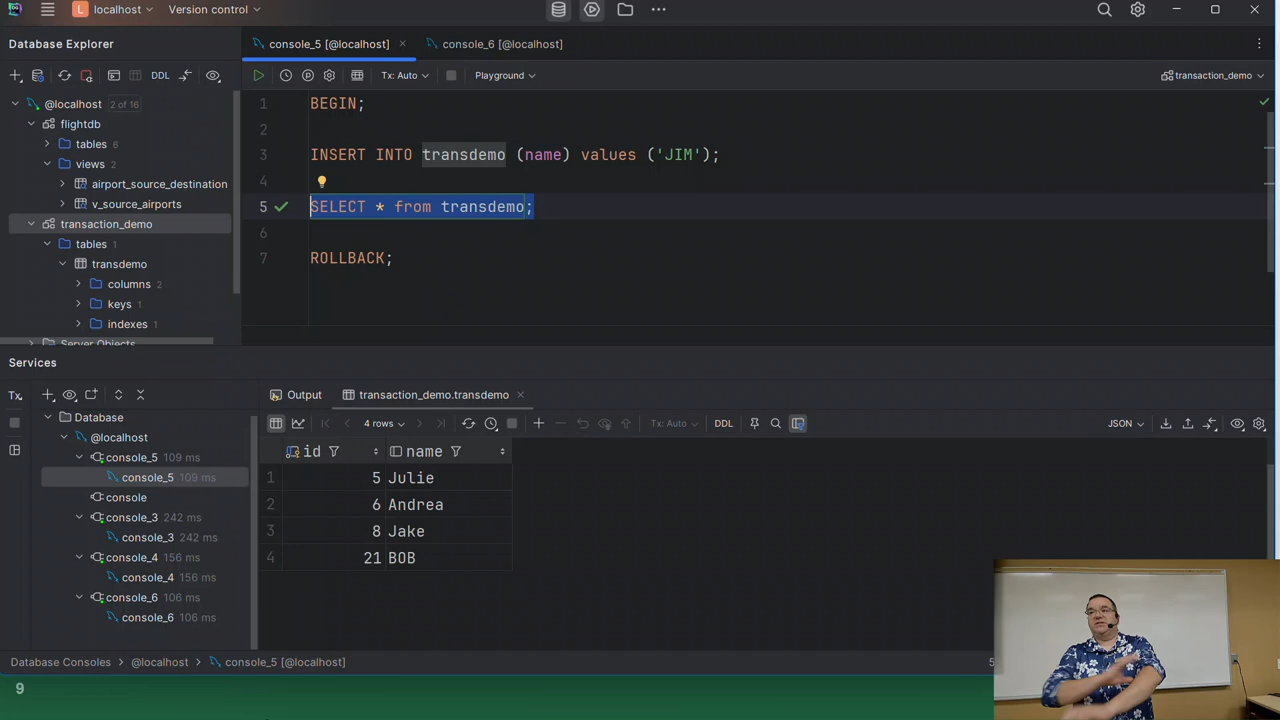 L localhost Version control
Database Explorer
console_5 [@localhost]
console_6 [@localhost]
DDL
Tx: Auto
Playground
transaction_demo
@localhost 2 of 16
flightdb
tables 6
views 2
airport_source_destination
v_source_airports
transaction_demo
tables 1
transdemo
columns 2
keys 1
indexes 1
Server Objects
1 BEGIN;
2
3 INSERT INTO transdemo (name) values ('JIM');
4
5 SELECT * from transdemo;
6
7 ROLLBACK;
Services
Tx
Database
@localhost
console_5 109 ms
console_5 109 ms
console
console_3 242 ms
console_3 242 ms
console_4 156 ms
console_4 156 ms
console_6 106 ms
console_6 106 ms
Output transaction_demo.transdemo
4 rows Tx: Auto DDL JSON
id name
1 5 Julie
2 6 Andrea
3 8 Jake
4 21 BOB
Database Consoles > @localhost > console_5 [@localhost]
5
9